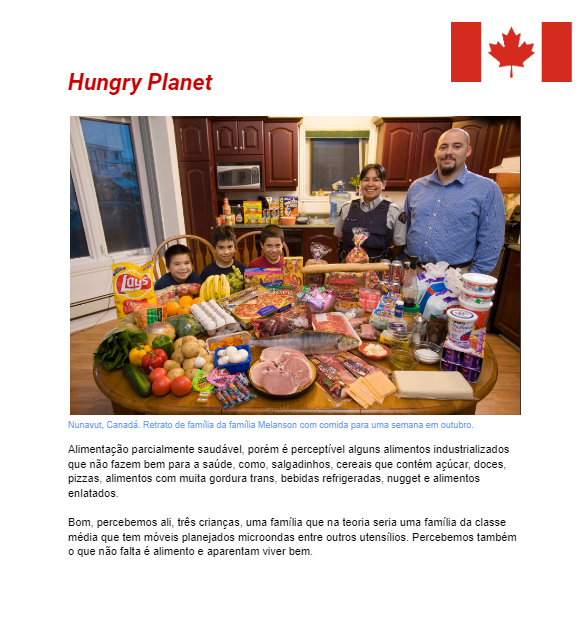 Hungry Planet
Lay's
Nunavut, Canadá. Retrato de família da família Melanson com comida para uma semana em outubro.
Alimentação parcialmente saudável, porém é perceptível alguns alimentos industrializados
que não fazem bem para a saúde, como, salgadinhos, cereais que contém açúcar, doces,
pizzas, alimentos com muita gordura trans, bebidas refrigeradas, nugget e alimentos
enlatados.
Bom, percebemos ali, três crianças, uma família que na teoria seria uma família da classe
média que tem móveis planejados microondas entre outros utensílios. Percebemos também
o que não falta é alimento e aparentam viver bem.